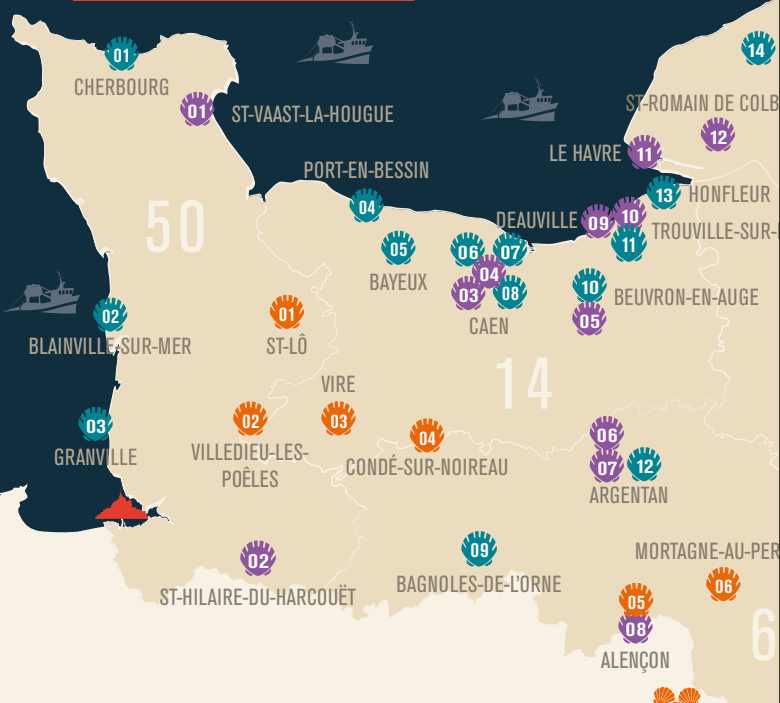 14
01
CHERBOURG
01
ST-VAAST-LA-HOUGUE
ST-ROMAIN DE COLB
12
LE HAVRE
11
PORT-EN-BESSIN
04
13
HONFLEUR
50
DEAUVILLE
09
10
TROUVILLE-SUR-
11
05
BAYEUX
06
07
04
03
08
CAEN
10
BEUVRON-EN-AUGE
05
02
BLAINVILLE-SUR-MER
01
ST-LÔ
14
VIRE
03
GRANVILLE
02
VILLEDIEU-LES-
POÊLES
03
04
CONDÉ-SUR-NOIREAU
06
07
12
ARGENTAN
02
ST-HILAIRE-DU-HARCOUËT
09
BAGNOLES-DE-L'ORNE
MORTAGNE-AU-PER
06
05
08
ALENÇON
6